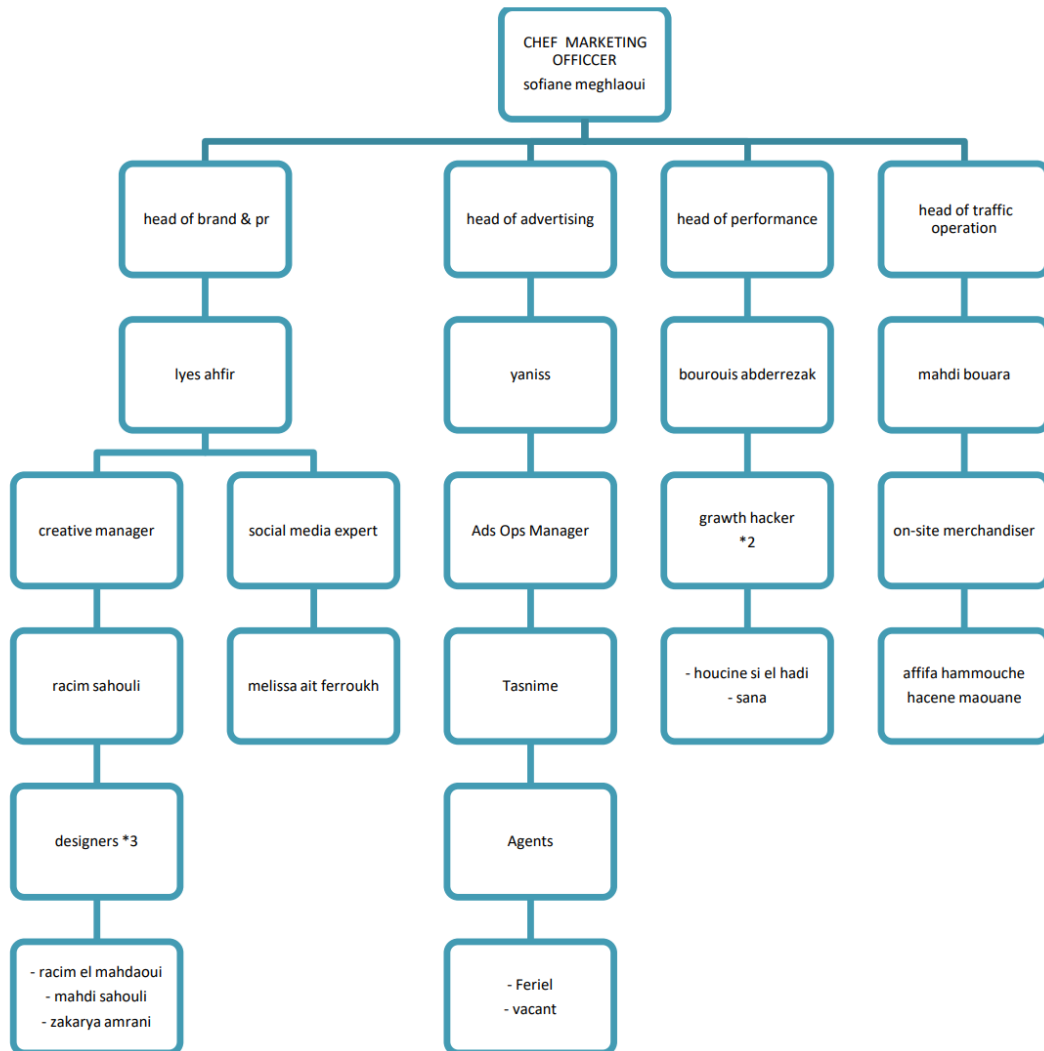 CHEF MARKETING
OFFICCER
sofiane meghlaoui
head of brand & pr
head of advertising
head of performance
head of traffic
operation
lyes ahfir
yaniss
bourouis abderrezak
mahdi bouara
creative manager
social media expert
Ads Ops Manager
grawth hacker
*2
on-site merchandiser
racim sahouli
melissa ait ferroukh
Tasnime
- houcine si el hadi
- sana
affifa hammouche
hacene maouane
designers *3
Agents
- racim el mahdaoui
- mahdi sahouli
- zakarya amrani
- Feriel
- vacant